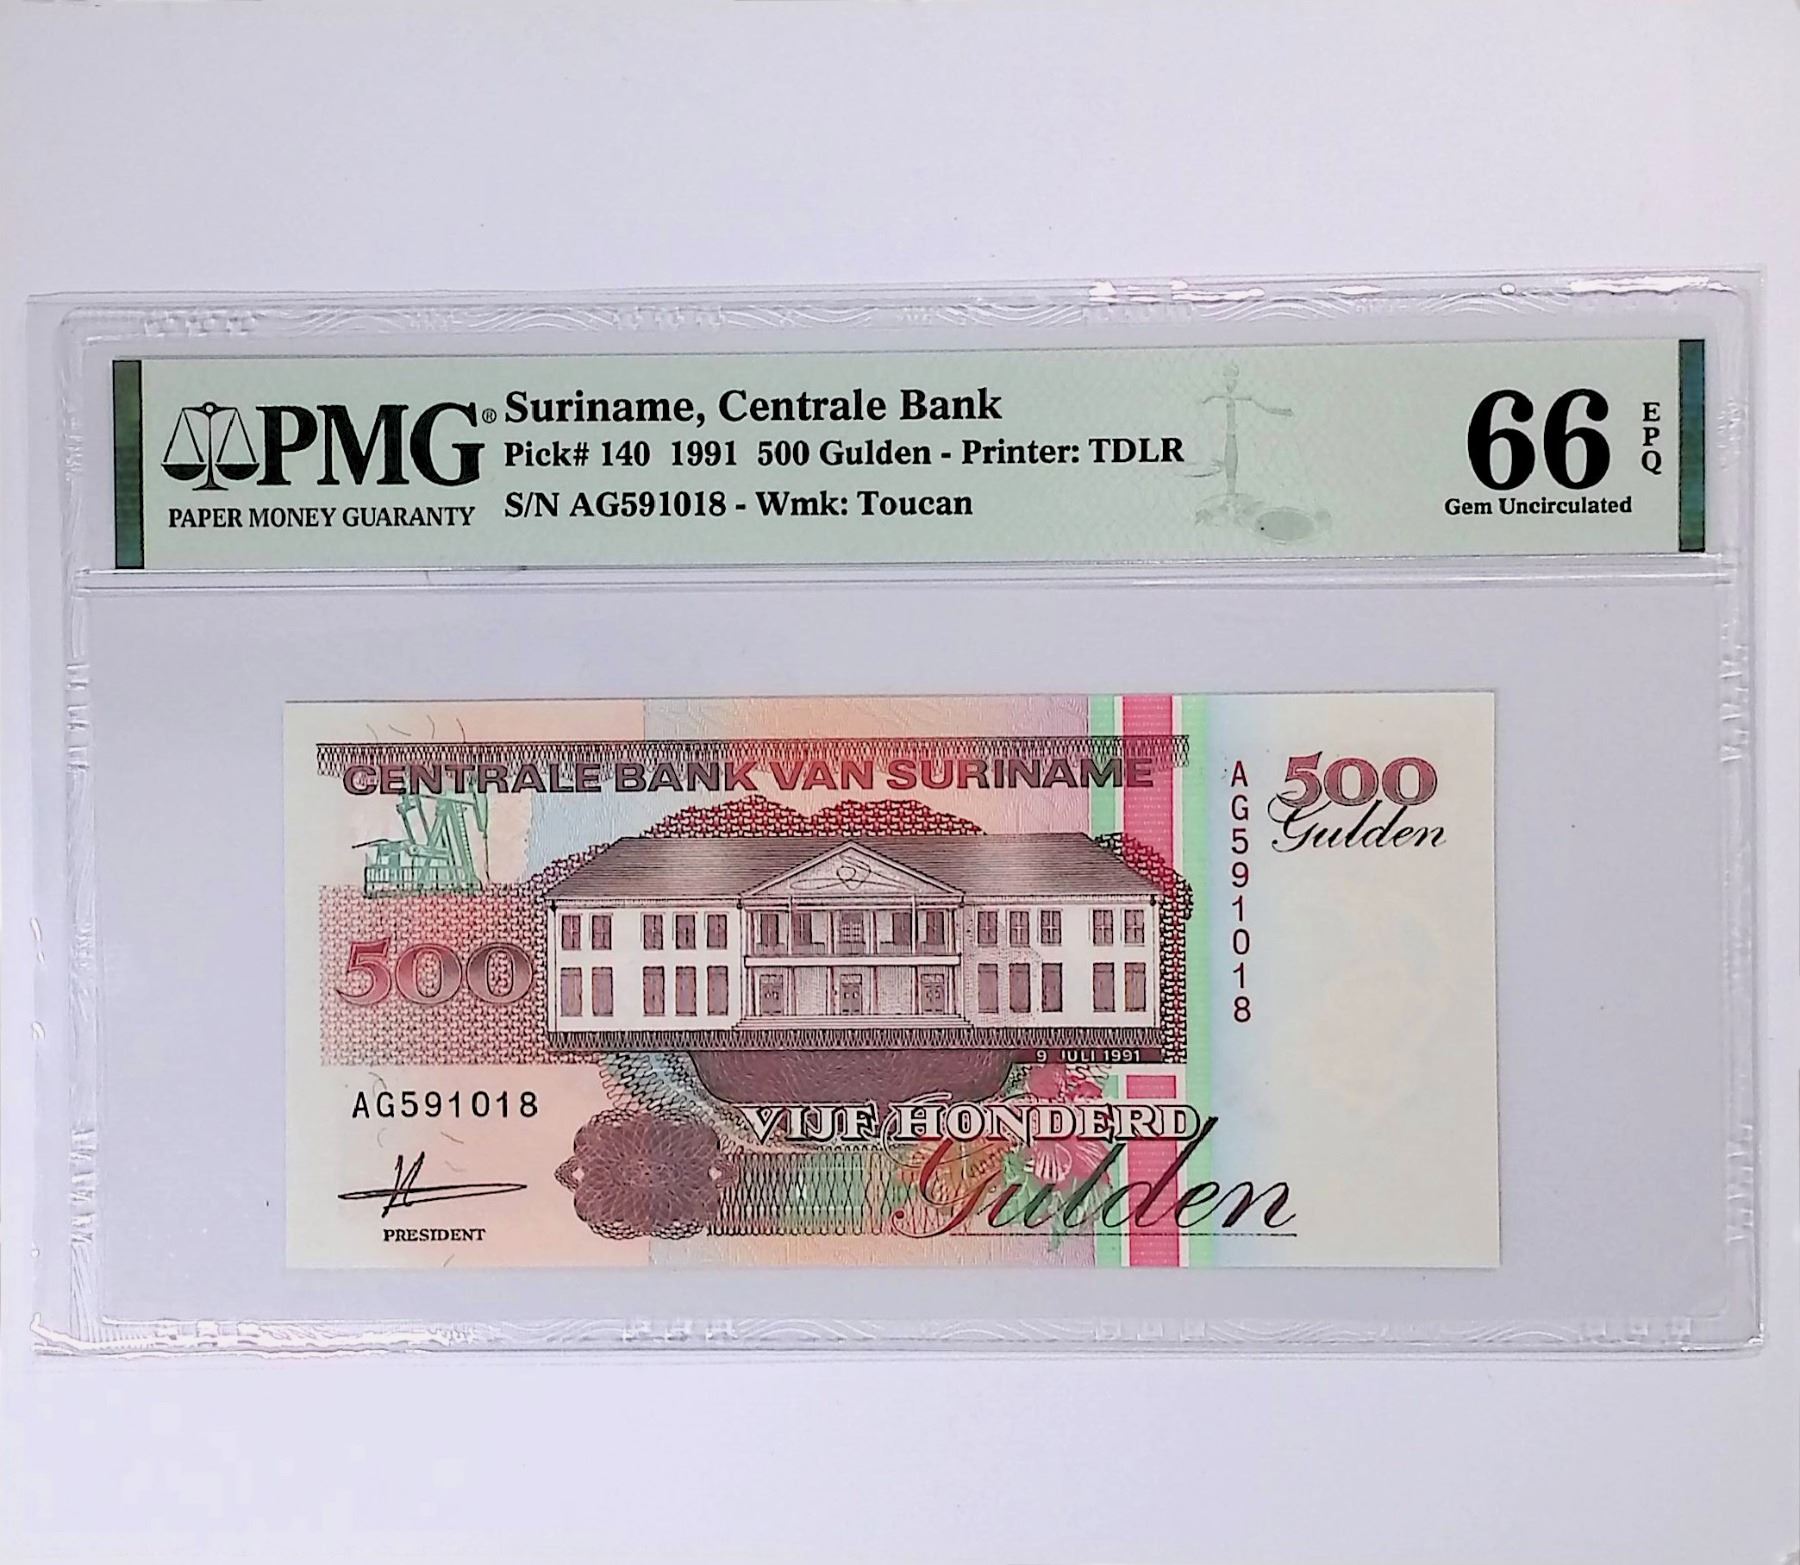 PMG®
PAPER MONEY GUARANTY
Suriname, Centrale Bank
Pick# 140 1991 500 Gulden - Printer: TDLR
S/N AG591018 - Wmk: Toucan
66
EPQ
Gem Uncirculated
CENTRALE BANK VAN SURINAME
AG591018
500
Gulden
500
9 JULI 1991
AG591018
VIJF HONDERD
Gulden
PRESIDENT